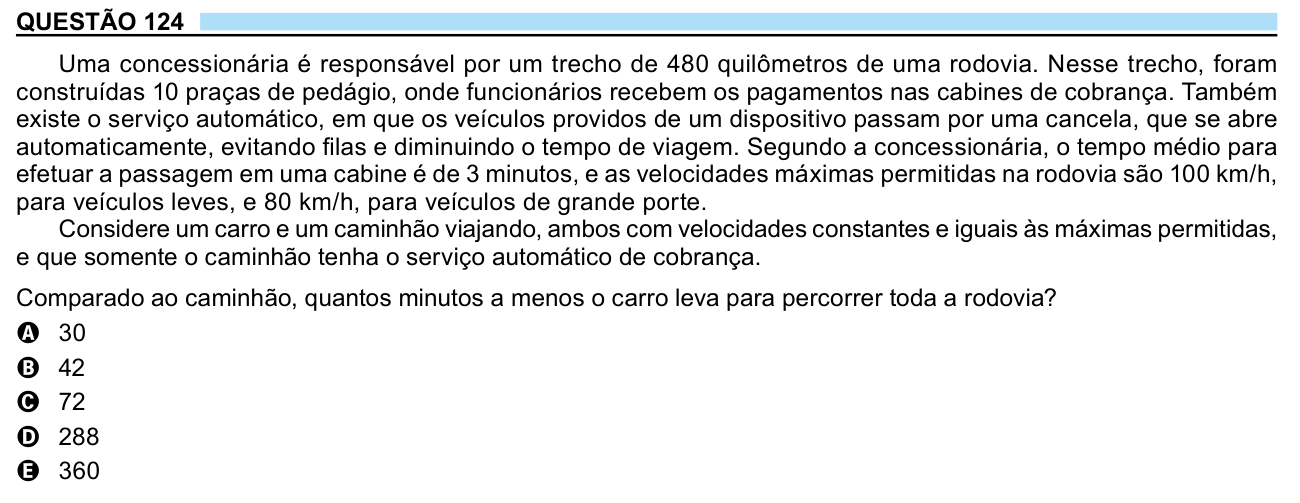 QUESTÃO 124
Uma concessionária é responsável por um trecho de 480 quilômetros de uma rodovia. Nesse trecho, foram
construídas 10 praças de pedágio, onde funcionários recebem os pagamentos nas cabines de cobrança. Também
existe o serviço automático, em que os veículos providos de um dispositivo passam por uma cancela, que se abre
automaticamente, evitando filas e diminuindo o tempo de viagem. Segundo a concessionária, o tempo médio para
efetuar a passagem em uma cabine é de 3 minutos, e as velocidades máximas permitidas na rodovia são 100 km/h,
para veículos leves, e 80 km/h, para veículos de grande porte.
Considere um carro e um caminhão viajando, ambos com velocidades constantes e iguais às máximas permitidas,
e que somente o caminhão tenha o serviço automático de cobrança.
Comparado ao caminhão, quantos minutos a menos o carro leva para percorrer toda a rodovia?
A 30
B 42
C 72
D 288
E 360